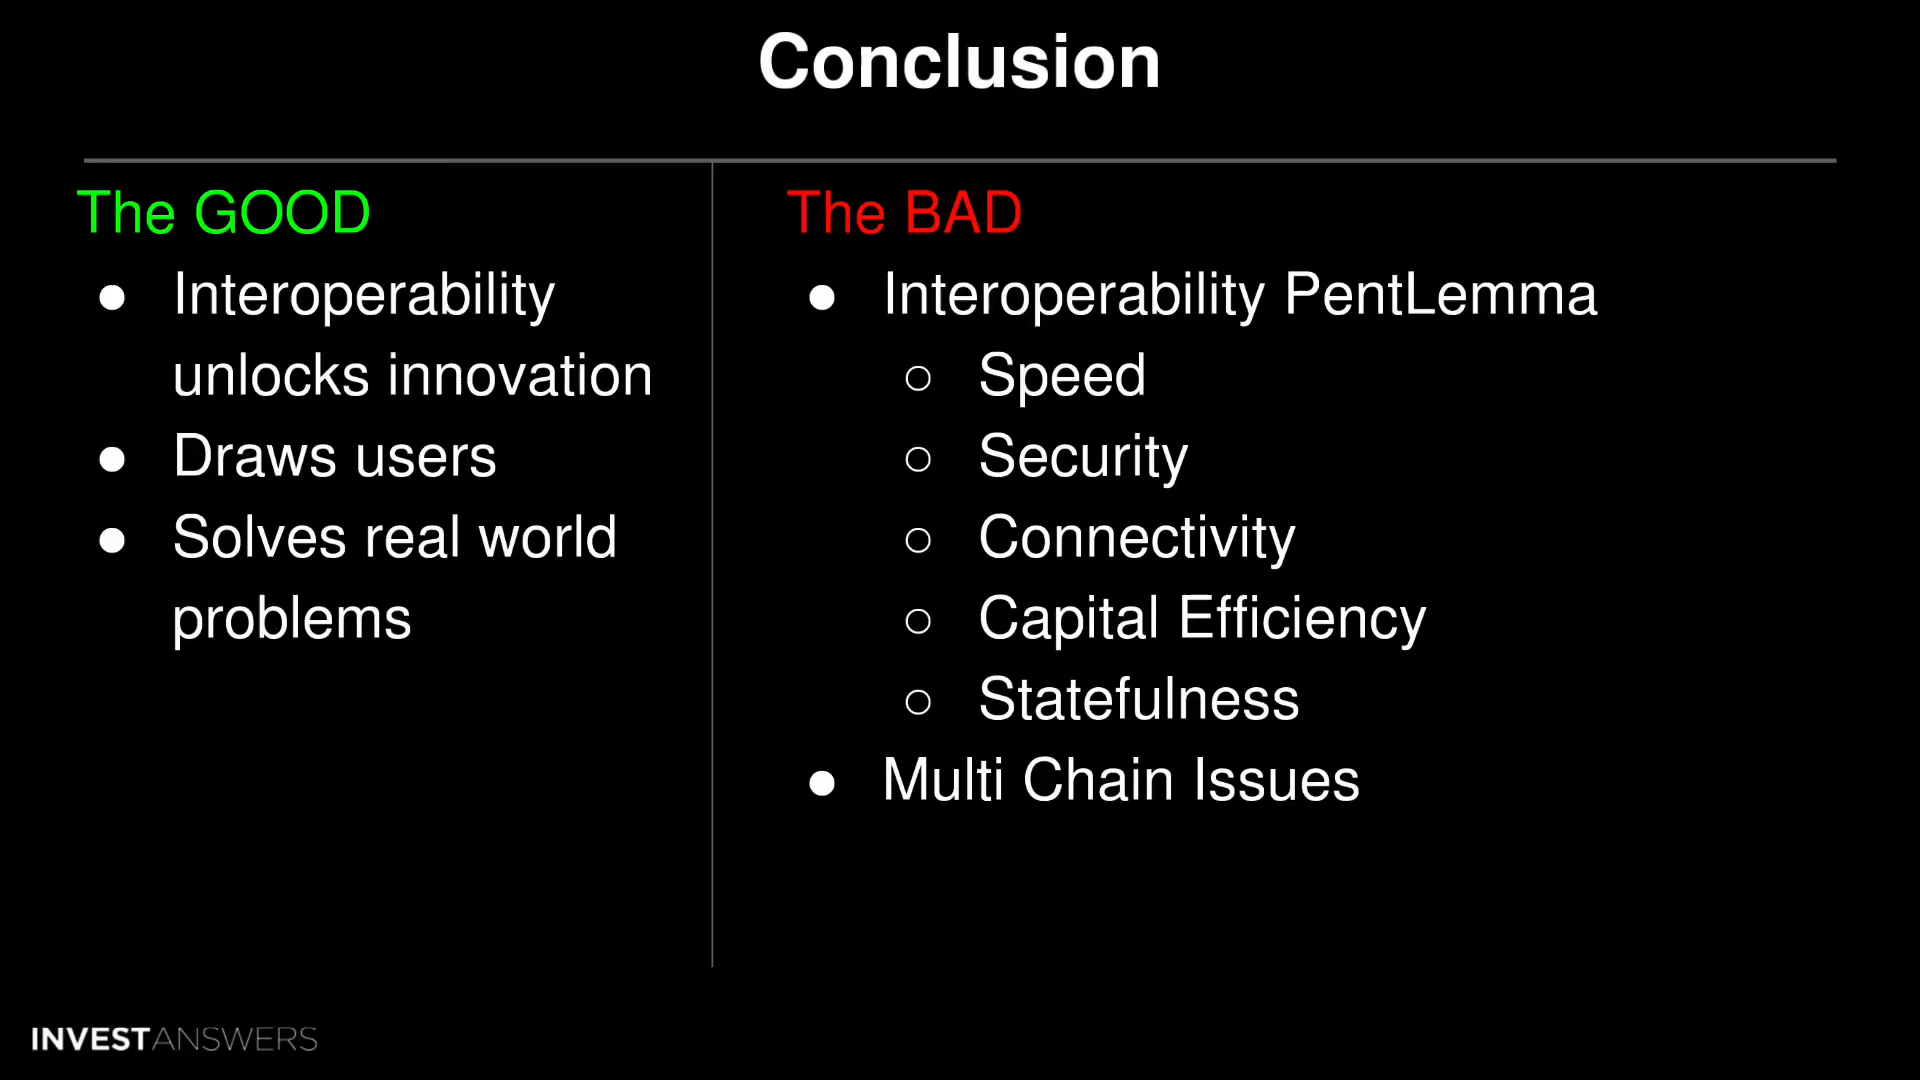 Conclusion
The GOOD
● Interoperability
unlocks innovation
● Draws users
● Solves real world
problems
The BAD
● Interoperability PentLemma
○ Speed
○ Security
○ Connectivity
○ Capital Efficiency
○ Statefulness
● Multi Chain Issues
INVESTANSWERS